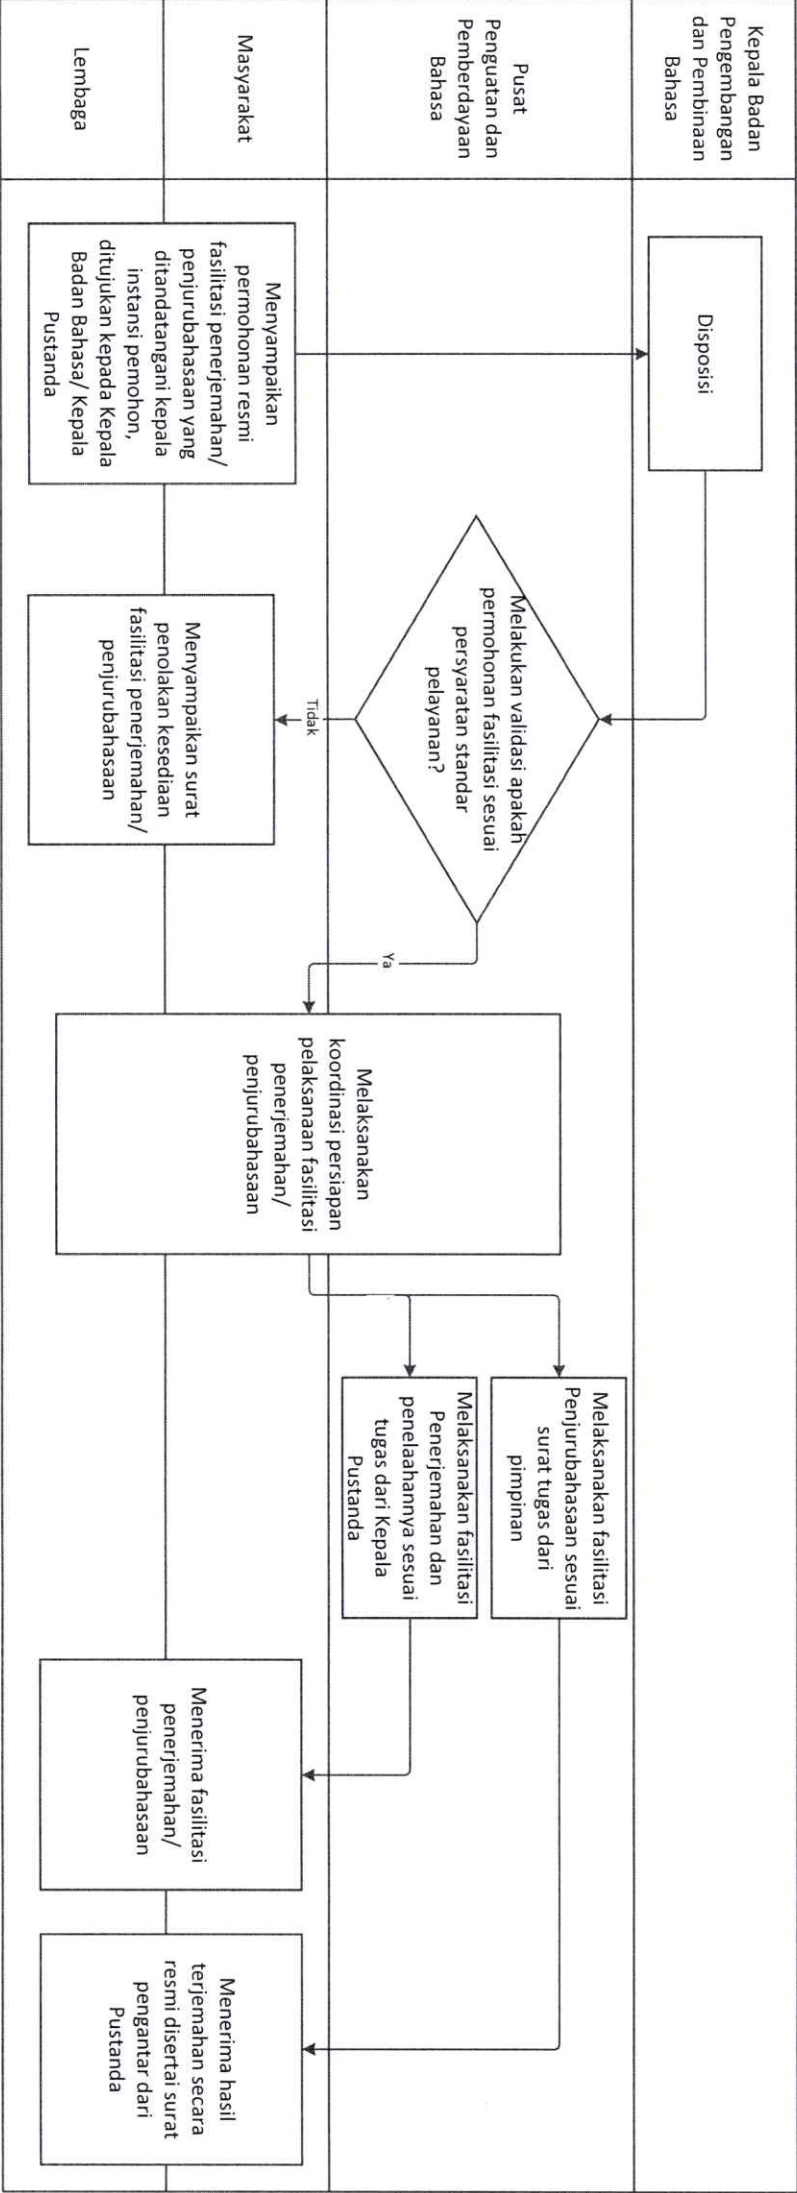 Kepala Badan
Pengembangan
dan Pembinaan
Bahasa
Pusat
Penguatan dan
Pemberdayaan
Bahasa
Masyarakat
Lembaga
Disposisi
Menyampaikan
permohonan resmi
fasilitasi penerjemahan/
penjurubahasaan yang
ditandatangani kepala
instansi pemohon,
ditujukan kepada Kepala
Badan Bahasa/ Kepala
Pustanda
Melakukan validasi apakah
permohonan fasilitasi sesuai
persyaratan standar
pelayanan?
Tidak
Menyampaikan surat
penolakan kesediaan
fasilitasi penerjemahan/
penjurubahasaan
Ya
Melaksanakan
koordinasi persiapan
pelaksanaan fasilitasi
penerjemahan/
penjurubahasaan
Melaksanakan fasilitasi
Penjurubahasaan sesuai
surat tugas dari
pimpinan
Melaksanakan fasilitasi
Penerjemahan dan
penelaahannya sesuai
tugas dari Kepala
Pustanda
Menerima fasilitasi
penerjemahan/
penjurubahasaan
Menerima hasil
terjemahan secara
resmi disertai surat
pengantar dari
Pustanda